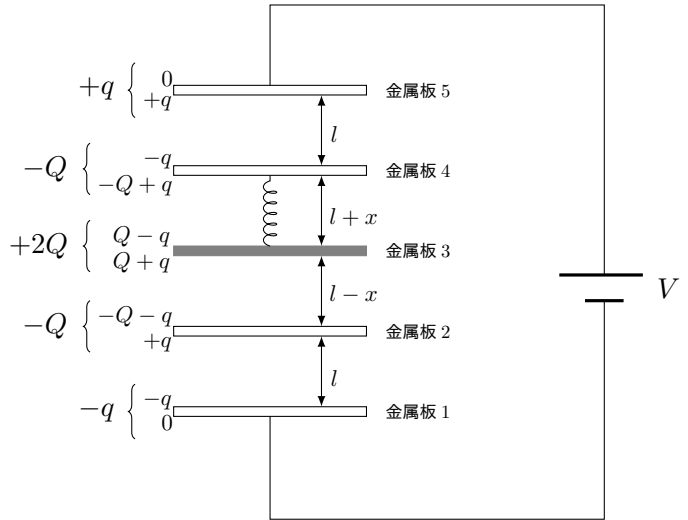 +q { 0 金属板 5
+q
l
−Q { −q 金属板 4
−Q + q
l + x
+2Q { Q − q 金属板 3
Q + q
l − x
V
−Q { −Q − q 金属板 2
+q
l
−q { −q 金属板 1
0